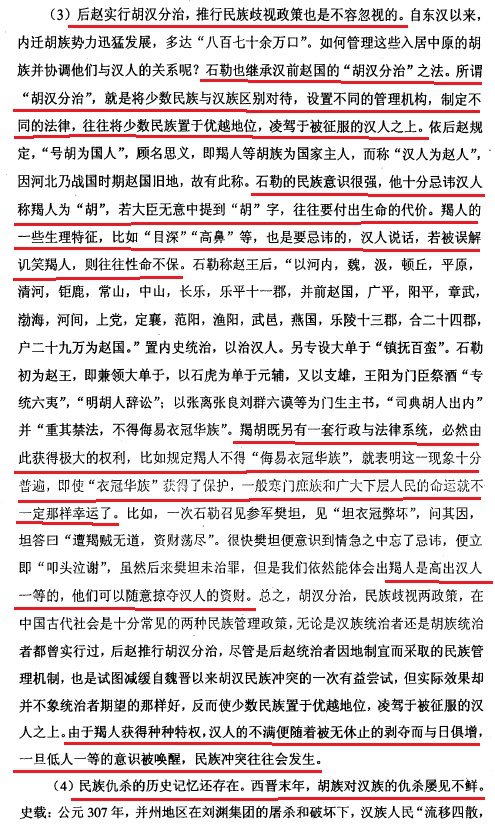 （3）后赵实行胡汉分治，推行民族歧视政策也是不容忽视的。自东汉以来，
内迁胡族势力迅猛发展，多达“八百七十余万口”。如何管理这些入居中原的胡
族并协调他们与汉人的关系呢？石勒也继承汉前赵国的“胡汉分治”之法。所谓
“胡汉分治”，就是将少数民族与汉族区别对待，设置不同的管理机构，制定不
同的法律，往往将少数民族置于优越地位，凌驾于被征服的汉人之上。依后赵规
定，“号胡为国人”，顾名思义，即羯人等胡族为国家主人，而称“汉人为赵人”，
因河北乃战国时期赵国旧地，故有此称。石勒的民族意识很强，他十分忌讳汉人
称羯人为“胡”，若大臣无意中提到“胡”字，往往要付出生命的代价。羯人的
一些生理特征，比如“目深”“高鼻”等，也是要忌讳的，汉人说话，若被误解
讥笑羯人，则往往性命不保。石勒称赵王后，“以河内，魏，汲，顿丘，平原，
清河，钜鹿，常山，中山，长乐，乐平十一郡，并前赵国，广平，阳平，章武，
渤海，河间，上党，定襄，范阳，渔阳，武邑，燕国，乐陵十三郡，合二十四郡，
户二十九万为赵国。”置内史统治，以治汉人。另专设大单于“镇抚百蛮”。石勒
初为赵王，即兼领大单于，以石虎为单于元辅，又以支雄，王阳为门臣祭酒“专
统六夷”，“明胡人辞讼”；以张离张良刘群六谟等为门生主书，“司典胡人出内”
并“重其禁法，不得侮易衣冠华族”。羯胡既另有一套行政与法律系统，必然由
此获得极大的权利，比如规定羯人不得“侮易衣冠华族”，就表明这一现象十分
普遍，即使“衣冠华族”获得了保护，一般寒门庶族和广大下层人民的命运就不
一定那样幸运了。比如，一次石勒召见参军樊坦，见“坦衣冠弊坏”，问其因，
坦答曰“遭羯贼无道，资财荡尽”。很快樊坦便意识到情急之中忘了忌讳，便立
即“叩头泣谢”，虽然后来樊坦未治罪，但是我们依然能体会出羯人是高出汉人
一等的，他们可以随意掠夺汉人的资财。总之，胡汉分治，民族歧视两政策，在
中国古代社会是十分常见的两种民族管理政策，无论是汉族统治者还是胡族统治
者都曾实行过，后赵推行胡汉分治，尽管是后赵统治者因地制宜而采取的民族管
理机制，也是试图减缓自魏晋以来胡汉民族冲突的一次有益尝试，但实际效果却
并不象统治者期望的那样好，反而使少数民族置于优越地位，凌驾于被征服的汉
人之上。由于羯人获得种种特权，汉人的不满便随着被无休止的剥夺而与日俱增，
一旦低人一等的意识被唤醒，民族冲突往往会发生。
（4）民族仇杀的历史记忆还存在。西晋末年，胡族对汉族的仇杀屡见不鲜。
史载：公元 307 年，并州地区在刘渊集团的屠杀和破坏下，汉族人民“流移四散，